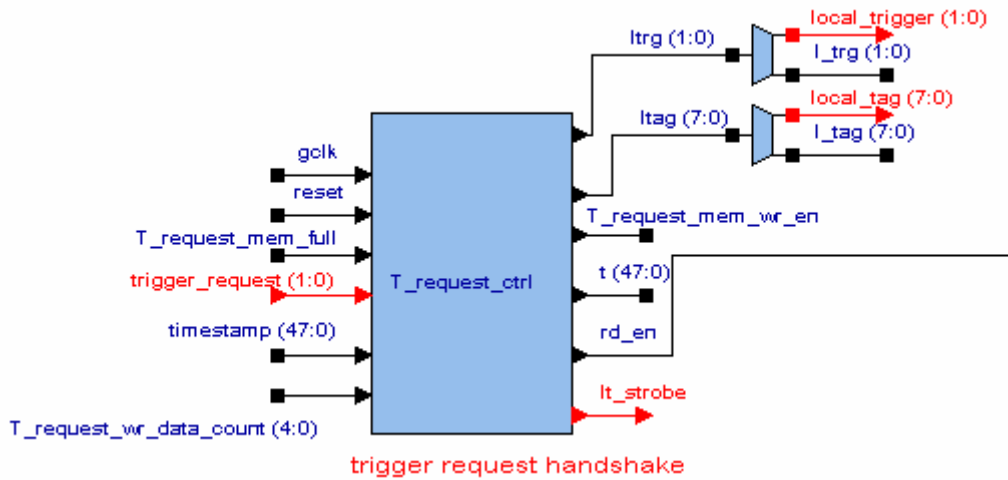 local_trigger (1:0)
ltrg (1:0)
l_trg (1:0)
local_tag (7:0)
ltag (7:0)
l_tag (7:0)
gclk
reset
T_request_mem_wr_en
T_request_mem_full
t (47:0)
trigger_request (1:0)
T_request_ctrl
timestamp (47:0)
rd_en
lt_strobe
T_request_wr_data_count (4:0)
trigger request handshake